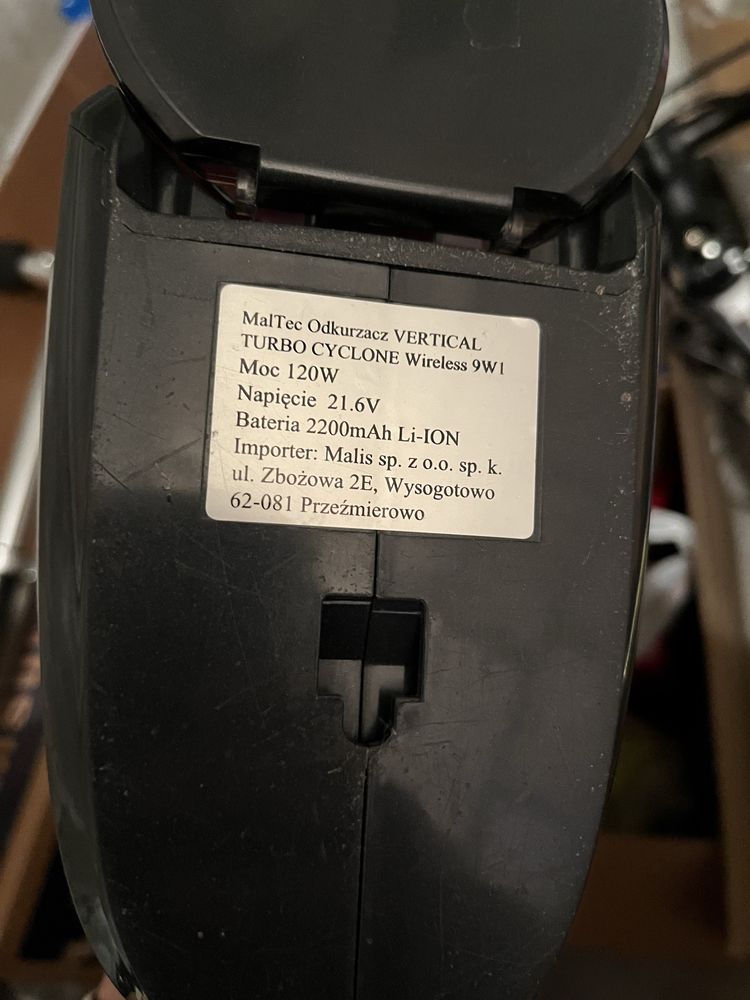 MalTec Odkurzacz VERTICAL
TURBO CYCLONE Wireless 9W1
Moc 120W
Napięcie 21.6V
Bateria 2200mAh Li-ION
Importer: Malis sp. z o.o. sp. k.
ul. Zbożowa 2E, Wysogotowo
62-081 Przeźmierowo